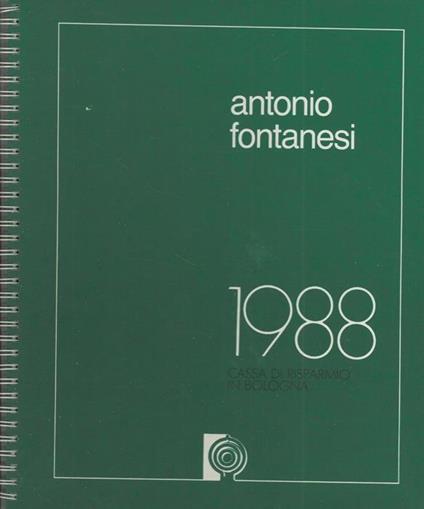 antonio
fontanesi
1988
CASSA DI RISPARMIO
IN BOLOGNA